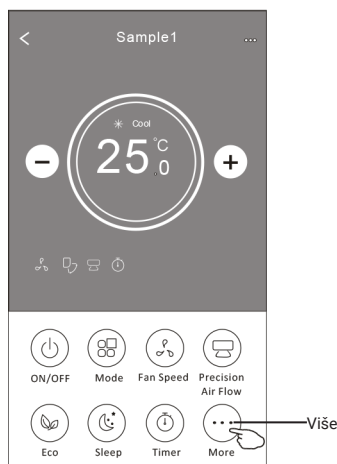 Sample1
Cool
25.0 °C
ON/OFF Mode Fan Speed Precision Air Flow
Eco Sleep Timer More
Više